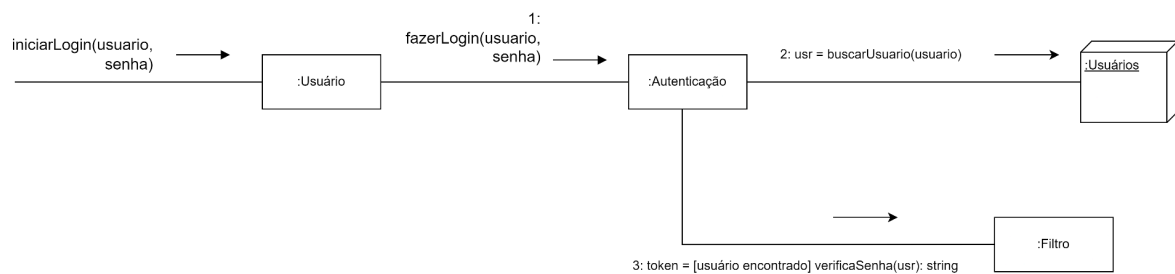 1:
iniciarLogin(usuario,
senha)
fazerLogin(usuario,
senha)
2: usr = buscarUsuario(usuario)
:Usuários
:Usuário
:Autenticação
:Filtro
3: token = [usuário encontrado] verificaSenha(usr): string